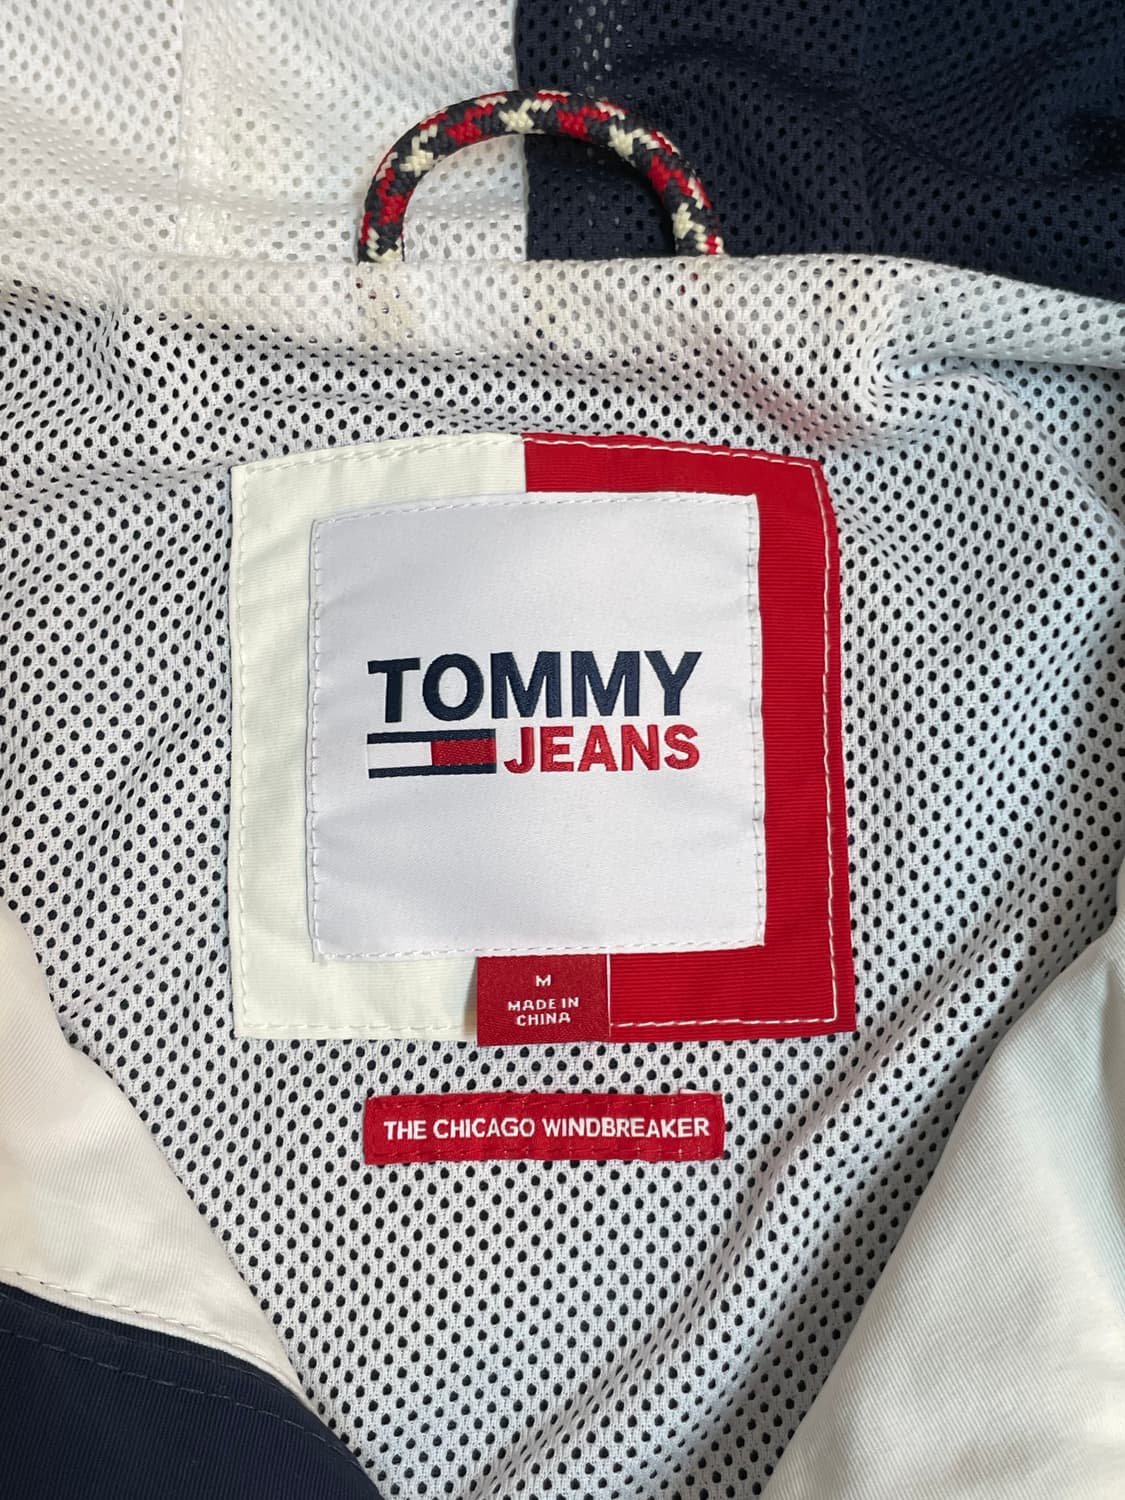 TOMMY
JEANS
M
MADE IN
CHINA
THE CHICAGO WINDBREAKER